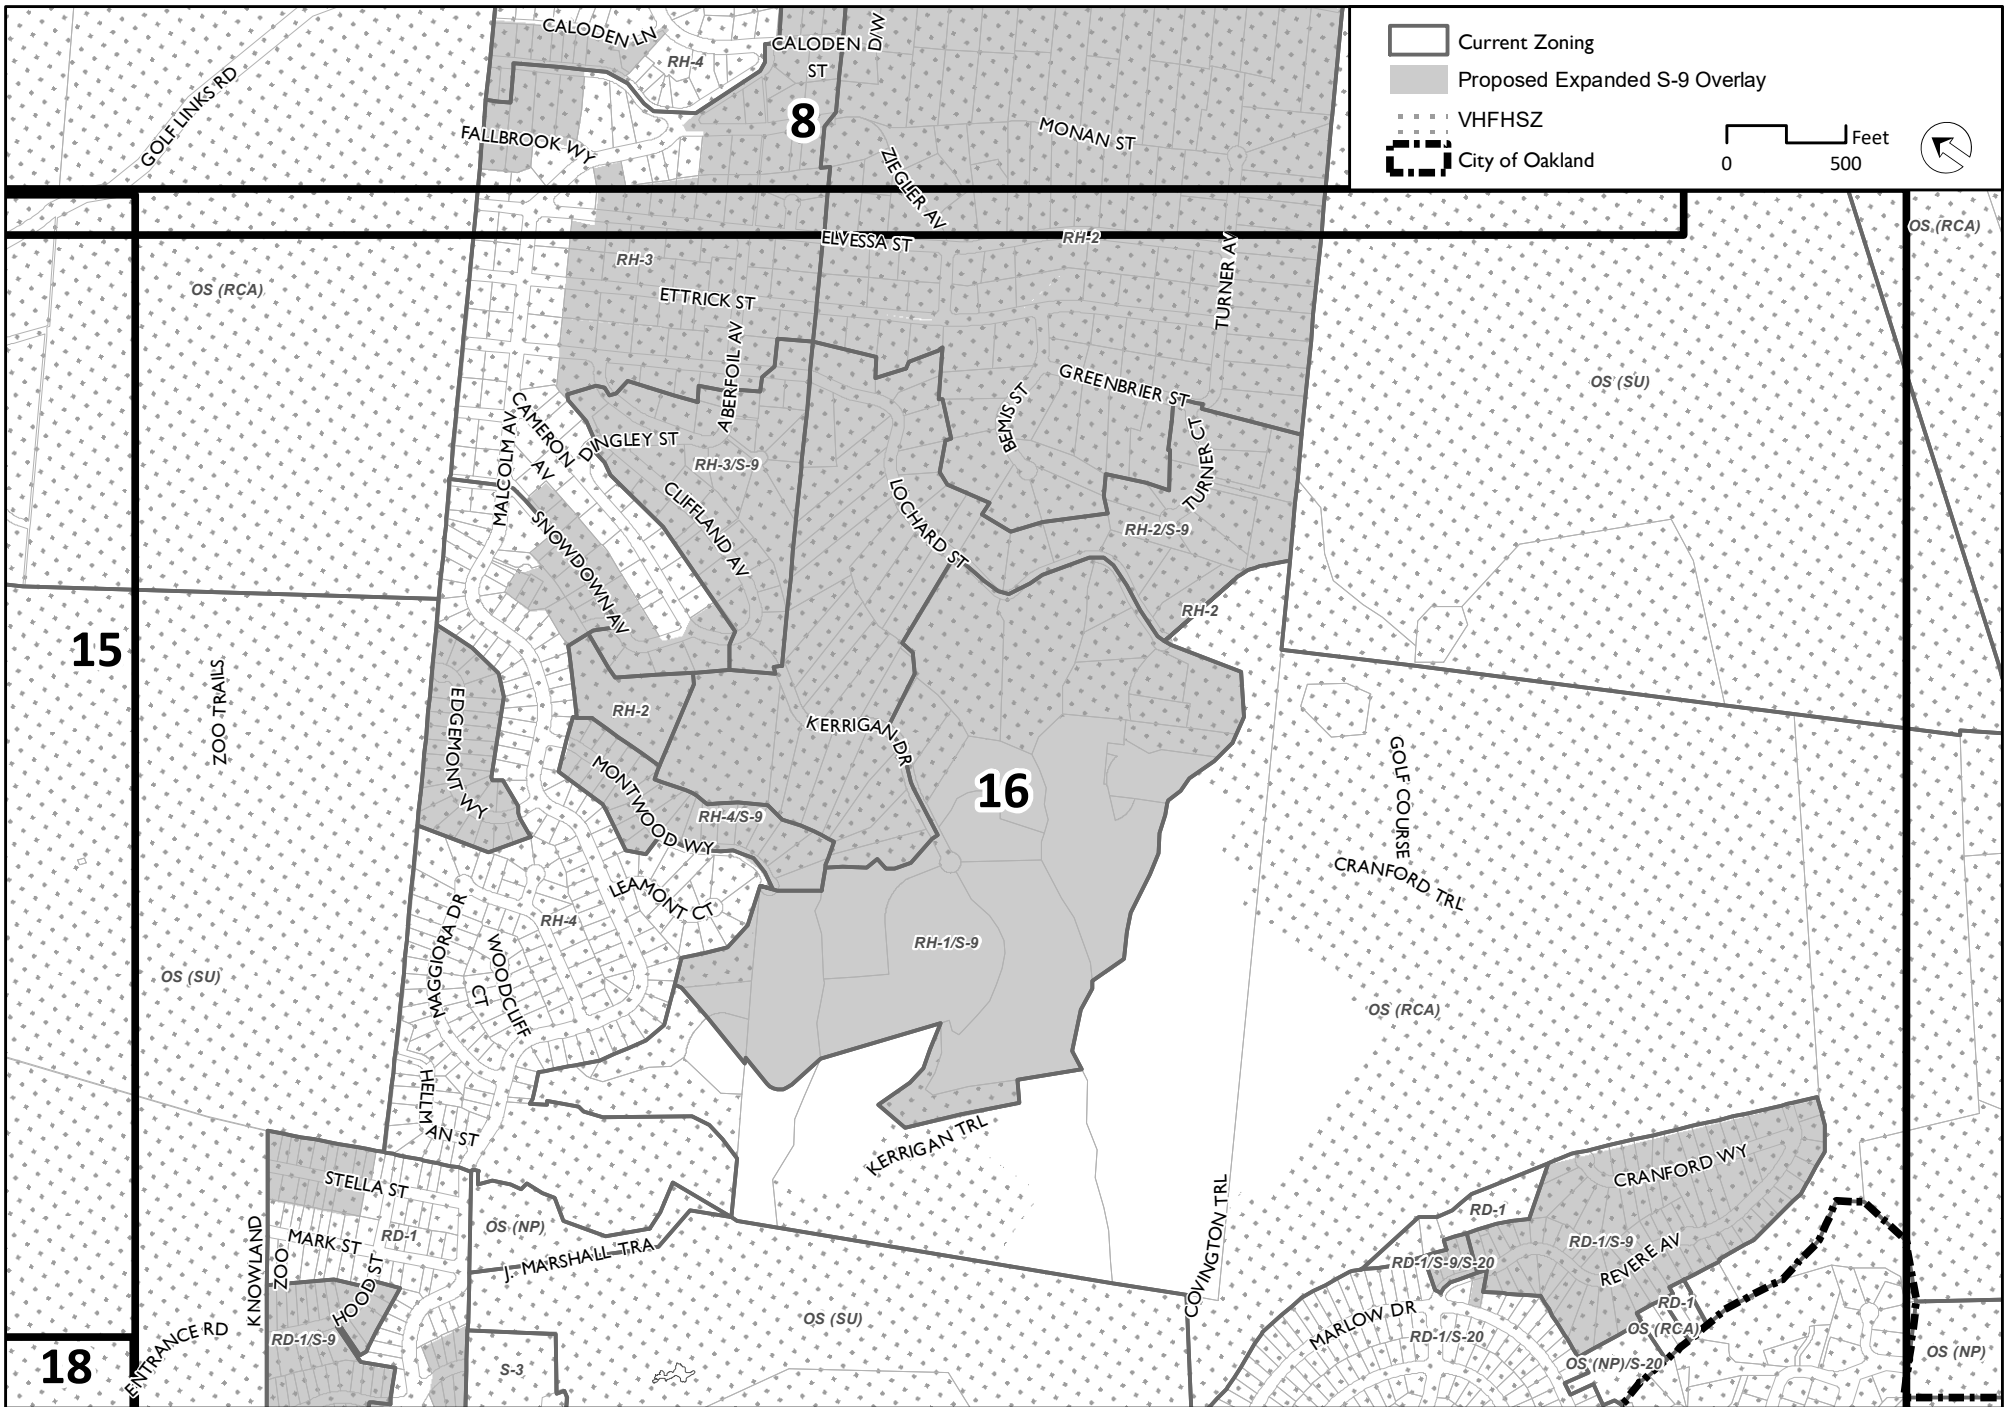 CALODEN LN
CALODEN
ST
D/W
RH-4
Current Zoning
Proposed Expanded S-9 Overlay
VHFHSZ
City of Oakland
Feet
0 500
GOLF LINKS RD
FALLBROOK WY
8
MONAN ST
ZIEGLER AV
ELVESSA ST
RH-2
OS (RCA)
RH-3
OS (RCA)
ETTRICK ST
TURNER AV
ABERFOIL AV
GREENBRIER ST
OS (SU)
BEMIS ST
MALCOLM AV
CAMERON
AV
DINGLEY ST
RH-3/S-9
TURNER CT
CLIFFLAND AV
LOCHARD ST
SNOWDOWN AV
RH-2/S-9
RH-2
15
ZOO TRAILS
EDGEMONT WY
RH-2
KERRIGAN DR
16
GOLF COURSE
MONTWOOD WY
RH-4/S-9
CRANFORD TRL
LEAMONT CT
RH-4
MAGGIORA DR
WOODCLIFF
CT
RH-1/S-9
OS (SU)
OS (RCA)
HELLMAN ST
KERRIGAN TRL
STELLA ST
CRANFORD WY
COVINGTON TRL
RD-1
KNOWLAND
ZOO
MARK ST
RD-1
OS (NP)
J. MARSHALL TRA
RD-1/S-9
REVERE AV
RD-1/S-9/S-20
HOOD ST
RD-1
ENTRANCE RD
RD-1/S-9
OS (SU)
MARLOW DR
RD-1/S-20
OS (RCA)
OS (NP)/S-20
OS (NP)
18
S-3